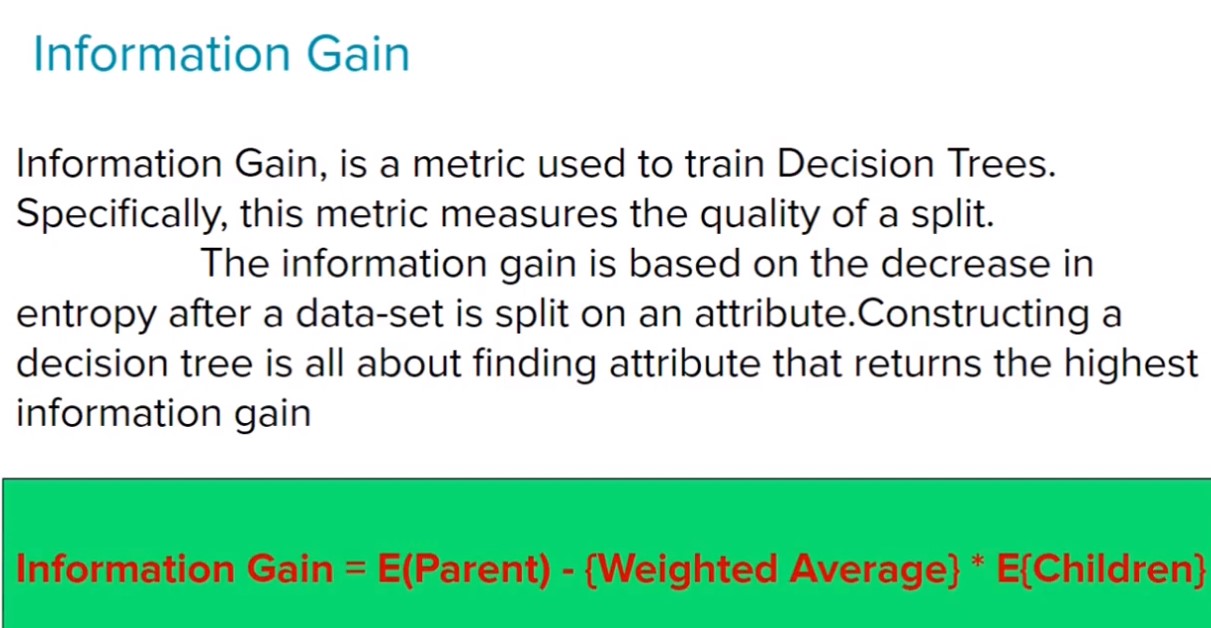 Information Gain
Information Gain, is a metric used to train Decision Trees.
Specifically, this metric measures the quality of a split.
The information gain is based on the decrease in
entropy after a data-set is split on an attribute.Constructing a
decision tree is all about finding attribute that returns the highest
information gain
Information Gain = E(Parent) - {Weighted Average} * E{Children}